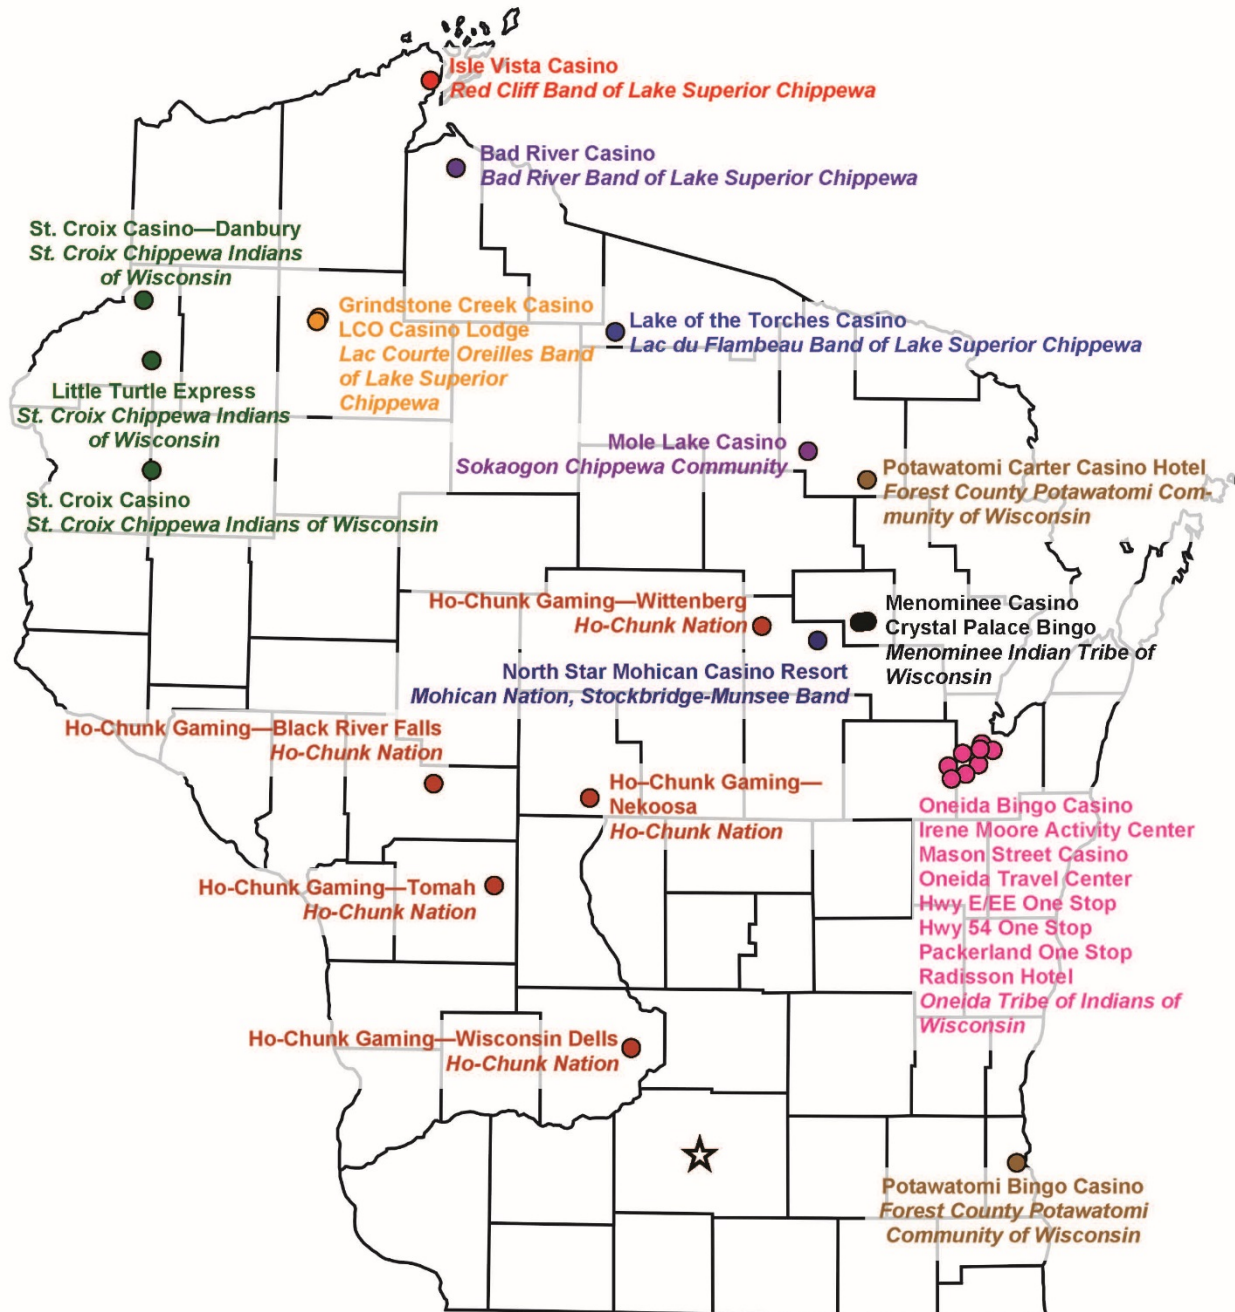 Isle Vista Casino
Red Cliff Band of Lake Superior Chippewa
Bad River Casino
Bad River Band of Lake Superior Chippewa
St. Croix Casino—Danbury
St. Croix Chippewa Indians
of Wisconsin
Grindstone Creek Casino
LCO Casino Lodge
Lac Courte Oreilles Band
of Lake Superior
Chippewa
Lake of the Torches Casino
Lac du Flambeau Band of Lake Superior Chippewa
Little Turtle Express
St. Croix Chippewa Indians
of Wisconsin
Mole Lake Casino
Sokaogon Chippewa Community
Potawatomi Carter Casino Hotel
Forest County Potawatomi Com-
munity of Wisconsin
St. Croix Casino
St. Croix Chippewa Indians of Wisconsin
Ho-Chunk Gaming—Wittenberg
Ho-Chunk Nation
Menominee Casino
Crystal Palace Bingo
Menominee Indian Tribe of
Wisconsin
North Star Mohican Casino Resort
Mohican Nation, Stockbridge-Munsee Band
Ho-Chunk Gaming—Black River Falls
Ho-Chunk Nation
Ho–Chunk Gaming—
Nekoosa
Ho-Chunk Nation
Oneida Bingo Casino
Irene Moore Activity Center
Mason Street Casino
Oneida Travel Center
Hwy E/EE One Stop
Hwy 54 One Stop
Packerland One Stop
Radisson Hotel
Oneida Tribe of Indians of
Wisconsin
Ho-Chunk Gaming—Tomah
Ho-Chunk Nation
Ho-Chunk Gaming—Wisconsin Dells
Ho-Chunk Nation
Potawatomi Bingo Casino
Forest County Potawatomi
Community of Wisconsin